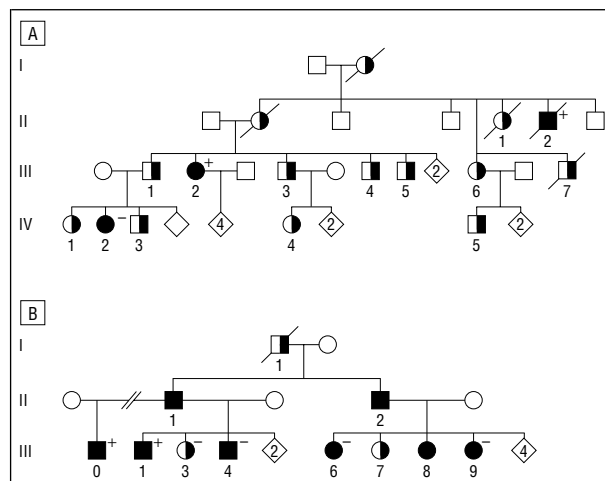 A
I
II
1 2 +
+
III
1 2 3 4 5 2 6 7
−
IV
4 2 2
1 2 3 4 5
B
I
1
II
1 2
+ + − − − −
III
2 4
0 1 3 4 6 7 8 9